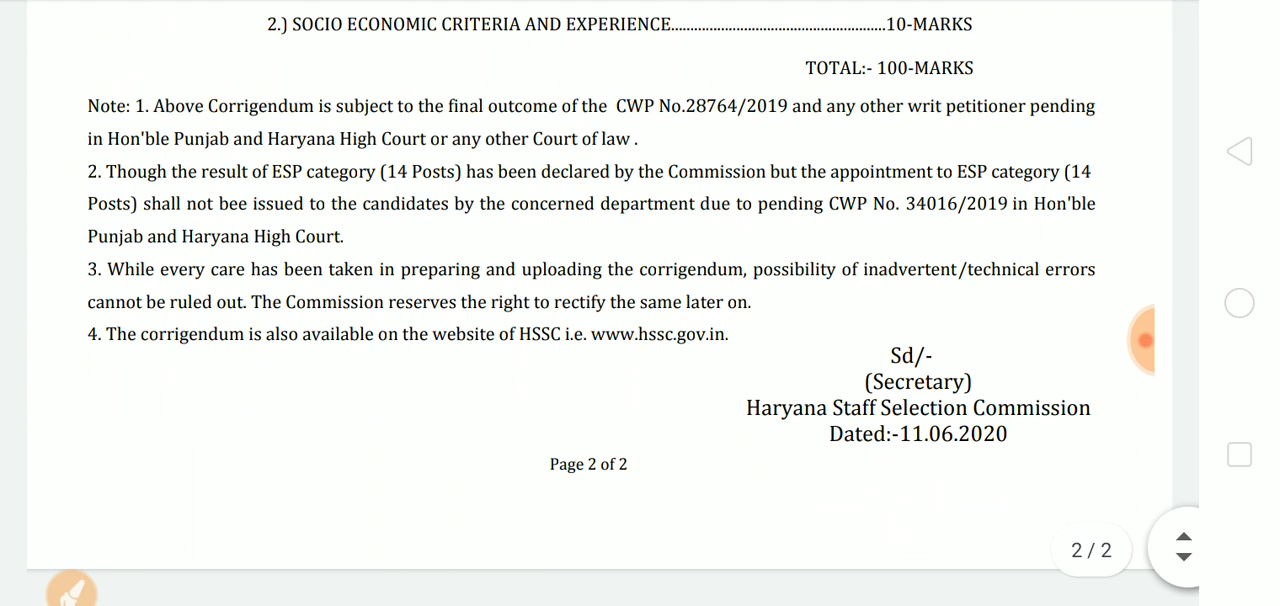 2.) SOCIO ECONOMIC CRITERIA AND EXPERIENCE........................................................10-MARKS
TOTAL:- 100-MARKS
Note: 1. Above Corrigendum is subject to the final outcome of the CWP No.28764/2019 and any other writ petitioner pending
in Hon'ble Punjab and Haryana High Court or any other Court of law .
2. Though the result of ESP category (14 Posts) has been declared by the Commission but the appointment to ESP category (14
Posts) shall not bee issued to the candidates by the concerned department due to pending CWP No. 34016/2019 in Hon'ble
Punjab and Haryana High Court.
3. While every care has been taken in preparing and uploading the corrigendum, possibility of inadvertent/technical errors
cannot be ruled out. The Commission reserves the right to rectify the same later on.
4. The corrigendum is also available on the website of HSSC i.e. www.hssc.gov.in.
Sd/-
(Secretary)
Haryana Staff Selection Commission
Dated:-11.06.2020
Page 2 of 2
2 / 2